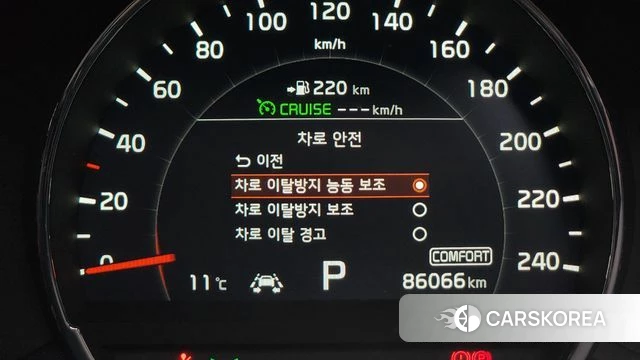 100 120 140
80 160
60 180
40 200
20 220
0 240
km/h
220 km
CRUISE ---km/h
차로 안전
이전
차로 이탈방지 능동 보조
차로 이탈방지 보조
차로 이탈 경고
COMFORT
11℃ P 86066 km
CARSKOREA